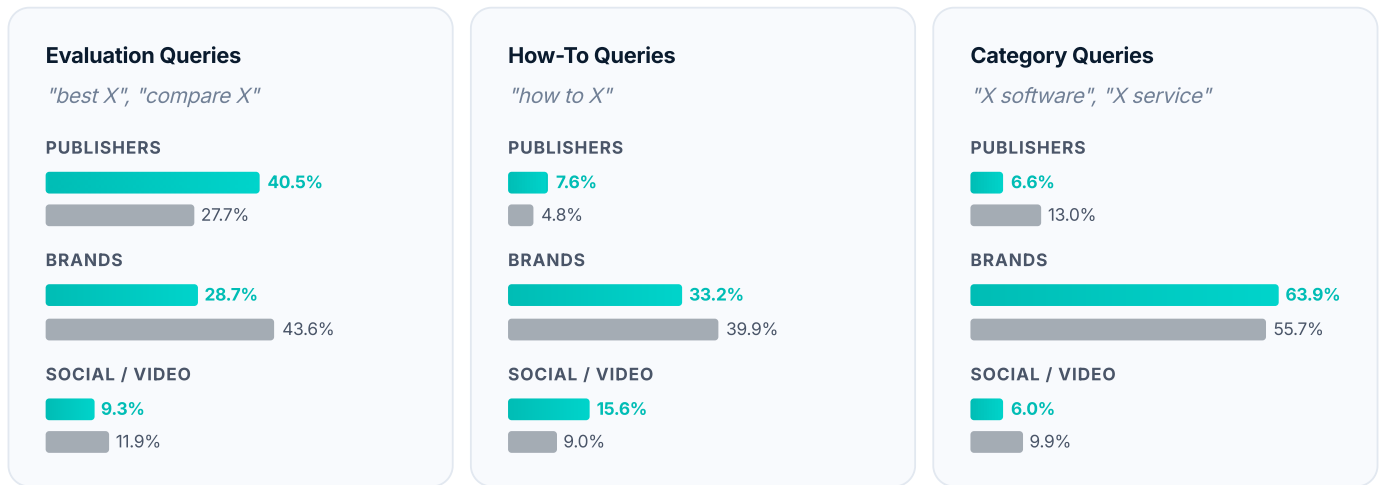 Evaluation Queries
"best X", "compare X"
PUBLISHERS
40.5%
27.7%
BRANDS
28.7%
43.6%
SOCIAL / VIDEO
9.3%
11.9%
How-To Queries
"how to X"
PUBLISHERS
7.6%
4.8%
BRANDS
33.2%
39.9%
SOCIAL / VIDEO
15.6%
9.0%
Category Queries
"X software", "X service"
PUBLISHERS
6.6%
13.0%
BRANDS
63.9%
55.7%
SOCIAL / VIDEO
6.0%
9.9%